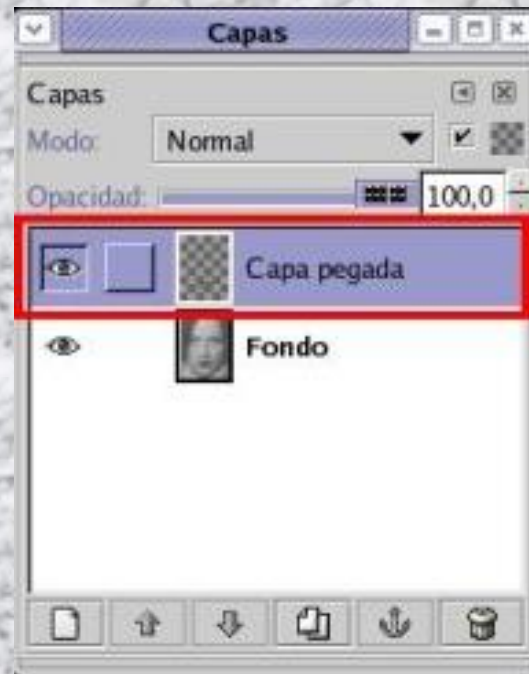 Capas
Capas
Modo: Normal
Opacidad: 100,0
Capa pegada
Fondo